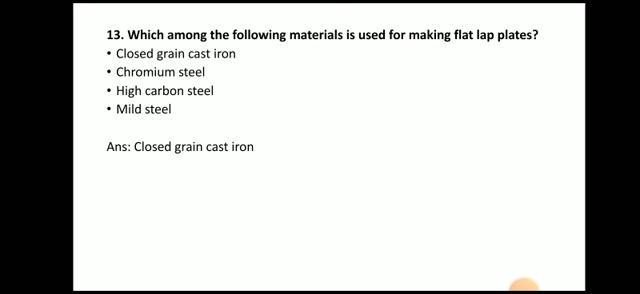 13. Which among the following materials is used for making flat lap plates?
• Closed grain cast iron
• Chromium steel
• High carbon steel
• Mild steel
Ans: Closed grain cast iron